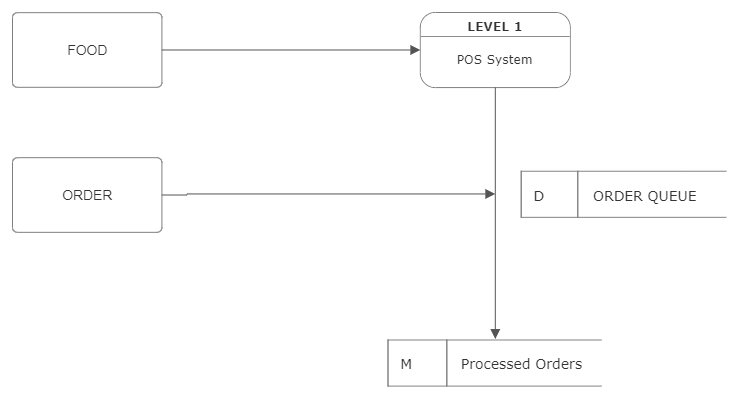 LEVEL 1
FOOD
POS System
ORDER
D
ORDER QUEUE
M
Processed Orders